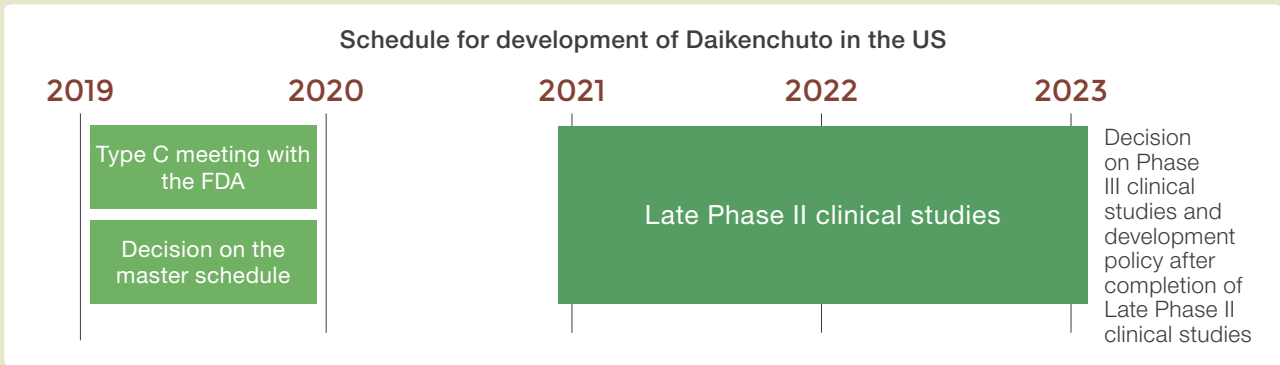 Schedule for development of Daikenchuto in the US
2019
2020
2021
2022
2023
Type C meeting with
the FDA
Decision on the
master schedule
Late Phase II clinical studies
Decision
on Phase
III clinical
studies and
development
policy after
completion of
Late Phase II
clinical studies